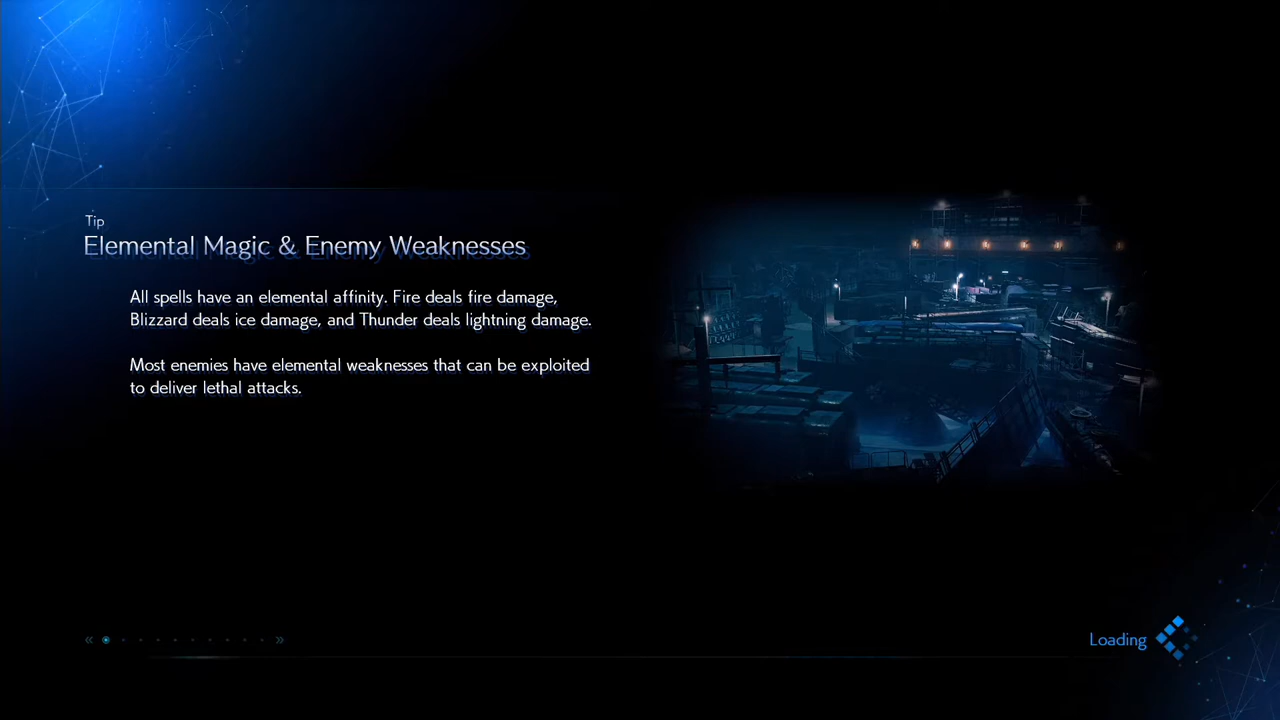 Tip
Elemental Magic & Enemy Weaknesses
All spells have an elemental affinity. Fire deals fire damage,
Blizzard deals ice damage, and Thunder deals lightning damage.
Most enemies have elemental weaknesses that can be exploited
to deliver lethal attacks.
Loading